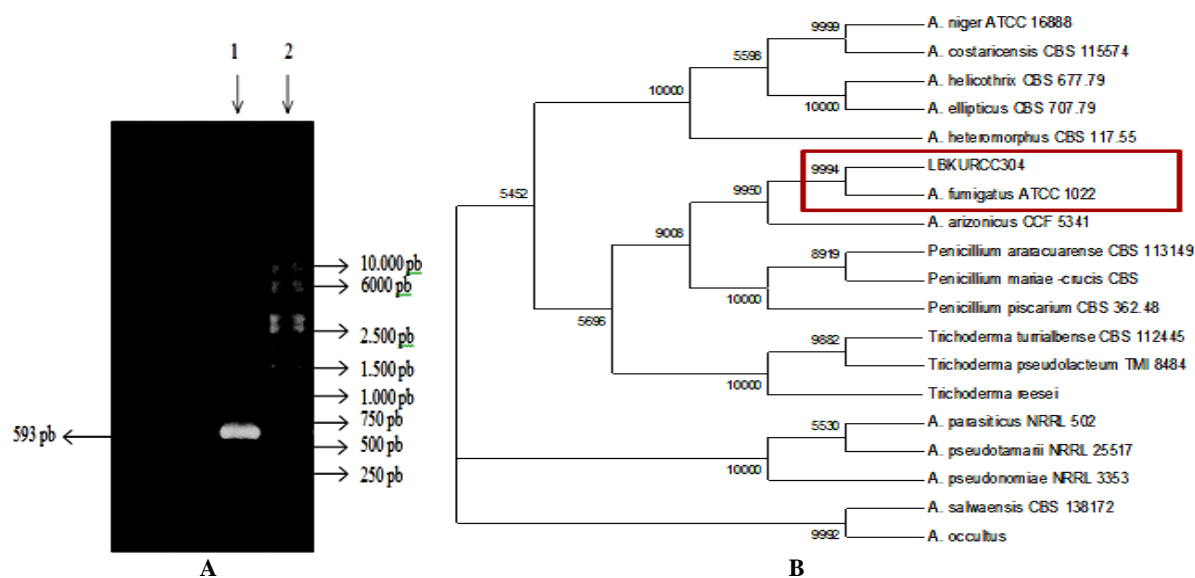 1 2
10.000 pb
6000 pb
2.500 pb
1.500 pb
1.000 pb
750 pb
500 pb
250 pb
593 pb
A
9999
A. niger ATCC 16888
A. costaricensis CBS 115574
5598
A. helicothrix CBS 677.79
10000
A. ellipticus CBS 707.79
10000
A. heteromorphus CBS 117.55
5452
9994
LBKURCC304
A. fumigatus ATCC 1022
9950
A. arizonicus CCF 5341
9008
8919
Penicillium araracuarense CBS 113149
Penicillium mariae -crucis CBS
10000
Penicillium piscarium CBS 362.48
5696
9882
Trichoderma turrialbense CBS 112445
Trichoderma pseudolacteum TMI 8484
10000
Trichoderma reesei
5530
A. parasiticus NRRL 502
A. pseudotamarii NRRL 25517
10000
A. pseudonomiae NRRL 3353
A. salwaensis CBS 138172
9992
A. occultus
B